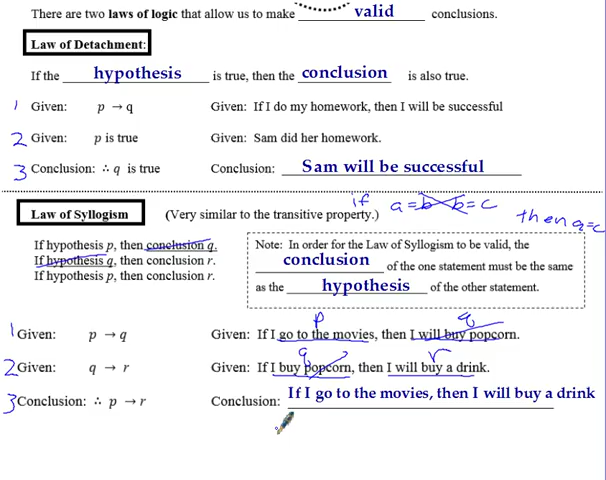 There are two laws of logic that allow us to make valid conclusions.
Law of Detachment:
If the hypothesis is true, then the conclusion is also true.
1 Given: p → q Given: If I do my homework, then I will be successful
2 Given: p is true Given: Sam did her homework.
3 Conclusion: ∴ q is true Conclusion: Sam will be successful
if a=b b=c then a=c
Law of Syllogism (Very similar to the transitive property.)
If hypothesis p, then conclusion q.
If hypothesis q, then conclusion r.
If hypothesis p, then conclusion r.
Note: In order for the Law of Syllogism to be valid, the
conclusion of the one statement must be the same
as the hypothesis of the other statement.
p q
1 Given: p → q Given: If I go to the movies, then I will buy popcorn.
q r
2 Given: q → r Given: If I buy popcorn, then I will buy a drink.
3 Conclusion: ∴ p → r Conclusion: If I go to the movies, then I will buy a drink